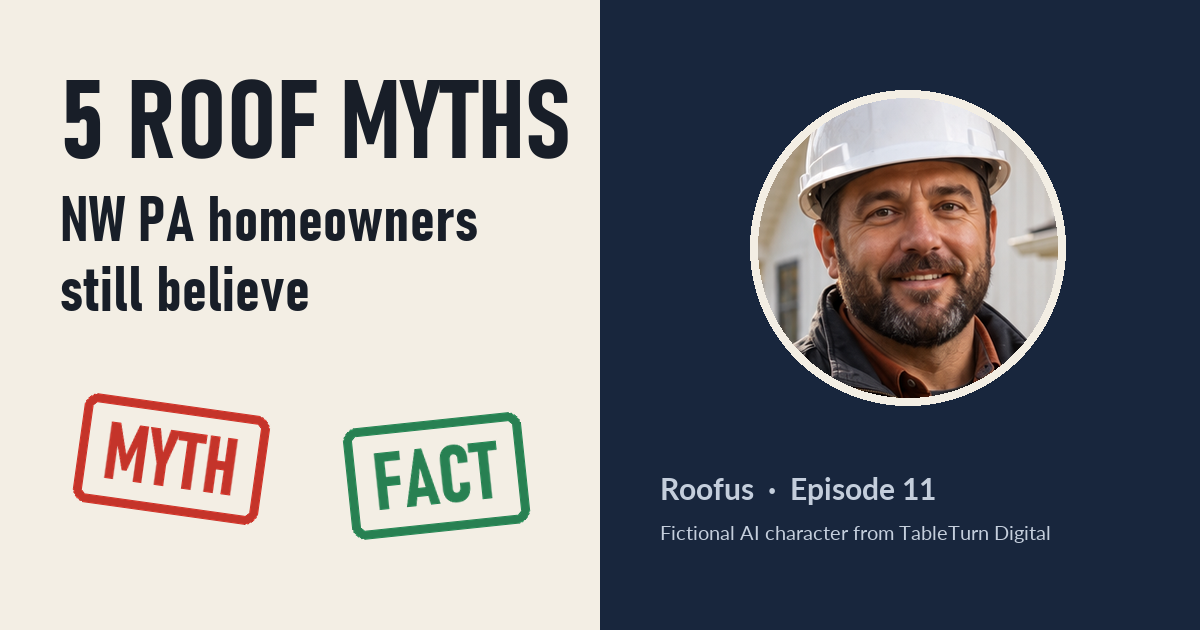 5 ROOF MYTHS
NW PA homeowners
still believe
MYTH
FACT
Roofus · Episode 11
Fictional AI character from TableTurn Digital